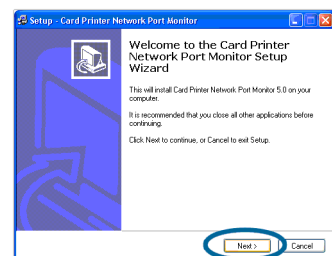 Setup - Card Printer Network Port Monitor
Welcome to the Card Printer
Network Port Monitor Setup
Wizard
This will install Card Printer Network Port Monitor 5.0 on your
computer.
It is recommended that you close all other applications before
continuing.
Click Next to continue, or Cancel to exit Setup.
Next >
Cancel